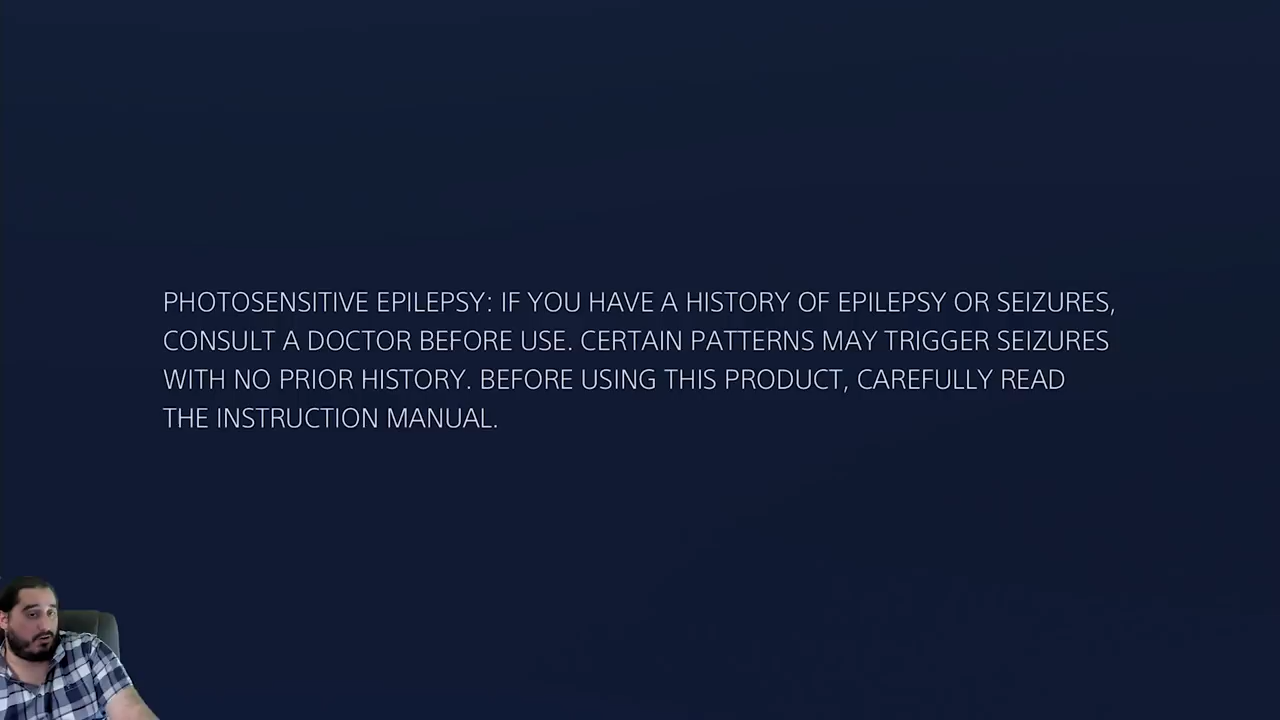 PHOTOSENSITIVE EPILEPSY: IF YOU HAVE A HISTORY OF EPILEPSY OR SEIZURES,
CONSULT A DOCTOR BEFORE USE. CERTAIN PATTERNS MAY TRIGGER SEIZURES
WITH NO PRIOR HISTORY. BEFORE USING THIS PRODUCT, CAREFULLY READ
THE INSTRUCTION MANUAL.